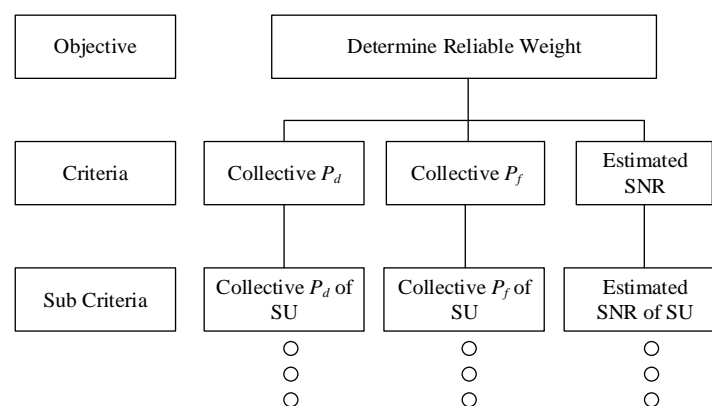 Objective
Determine Reliable Weight
Criteria
Collective P_d
Collective P_f
Estimated
SNR
Sub Criteria
Collective P_d of
SU
Collective P_f of
SU
Estimated
SNR of SU